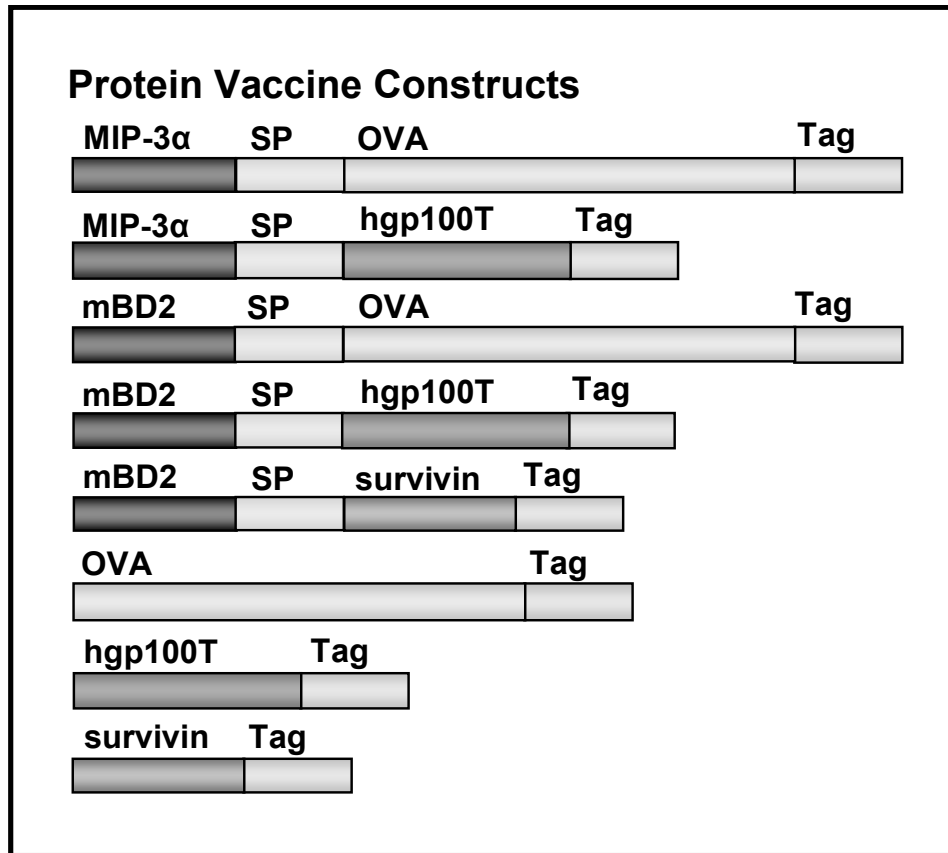 Protein Vaccine Constructs
MIP-3α SP OVA Tag
MIP-3α SP hgp100T Tag
mBD2 SP OVA Tag
mBD2 SP hgp100T Tag
mBD2 SP survivin Tag
OVA Tag
hgp100T Tag
survivin Tag